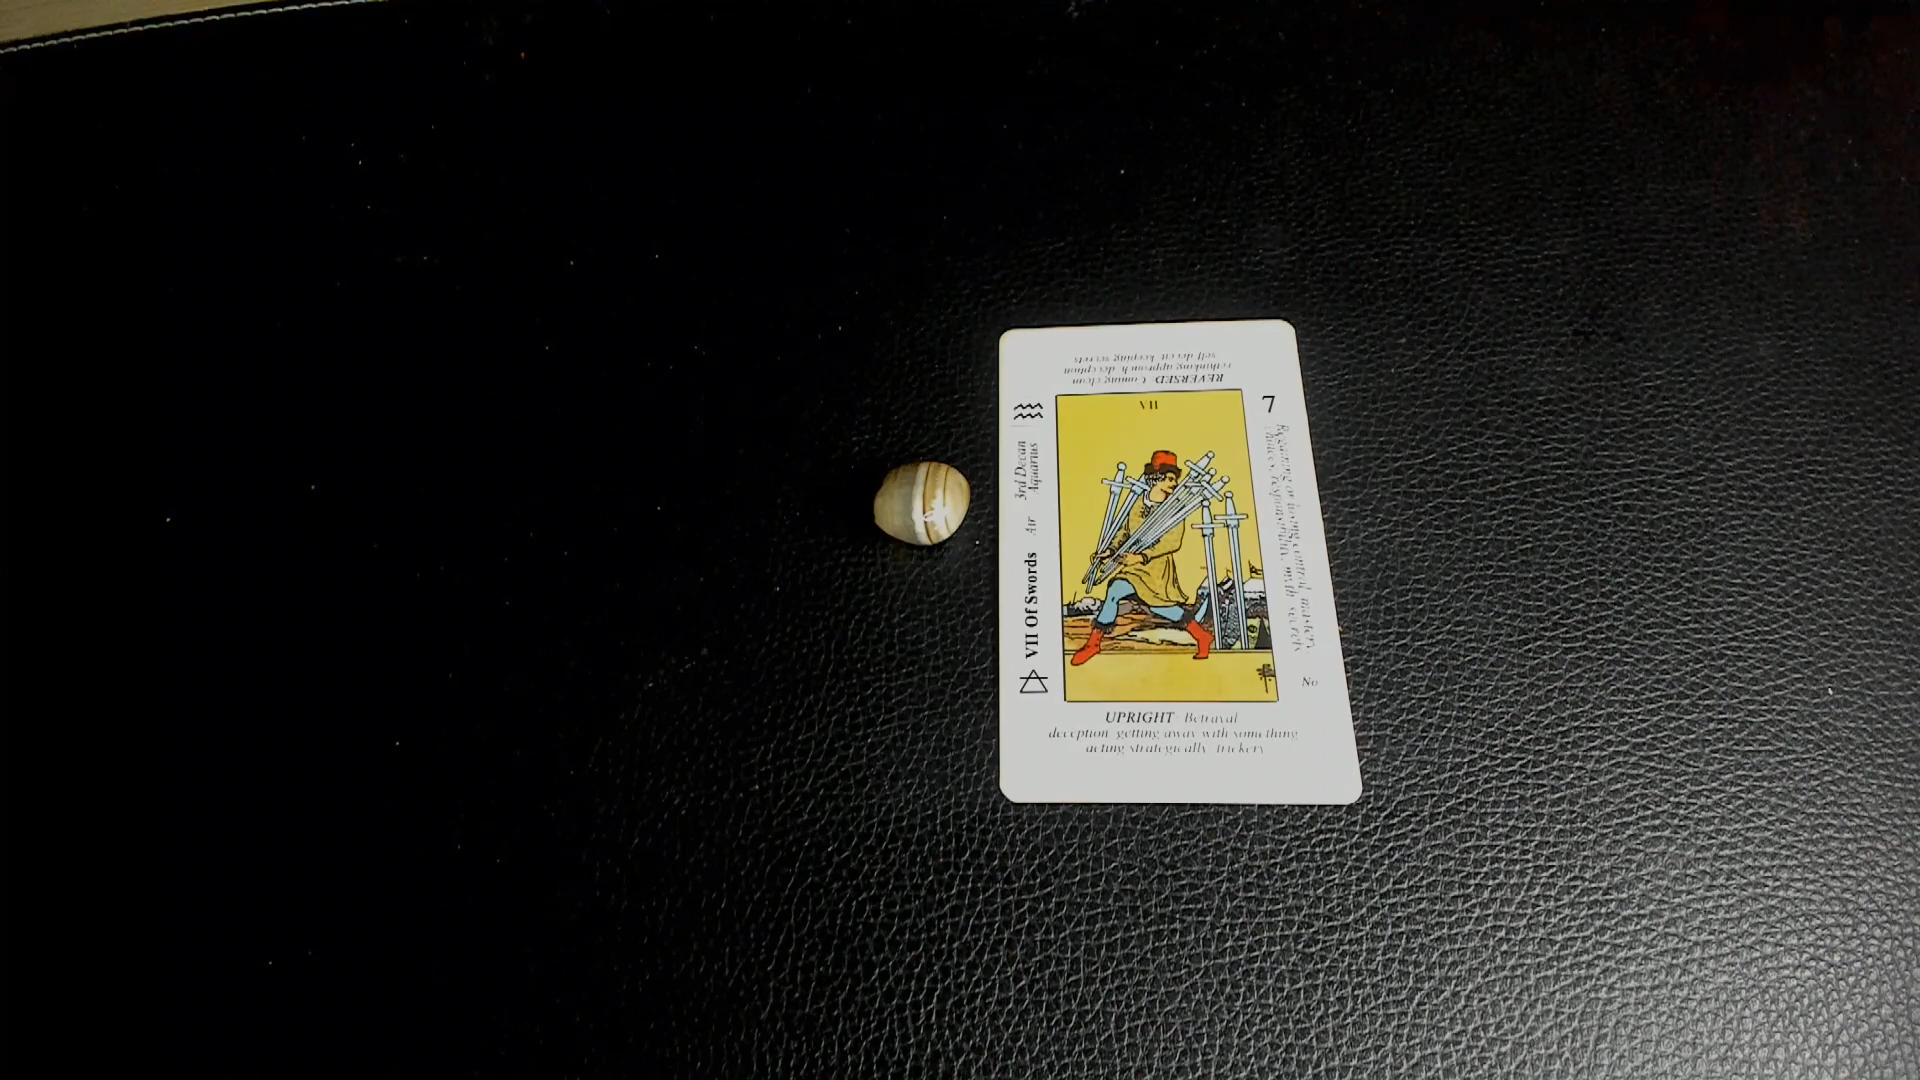 REVERSED: Coming clean
rethinking approach deception
self deceit keeping secrets
VII
7
3rd Decan
Aquarius
Air
VII Of Swords
No
UPRIGHT: Betrayal
deception getting away with something
acting strategically trickery